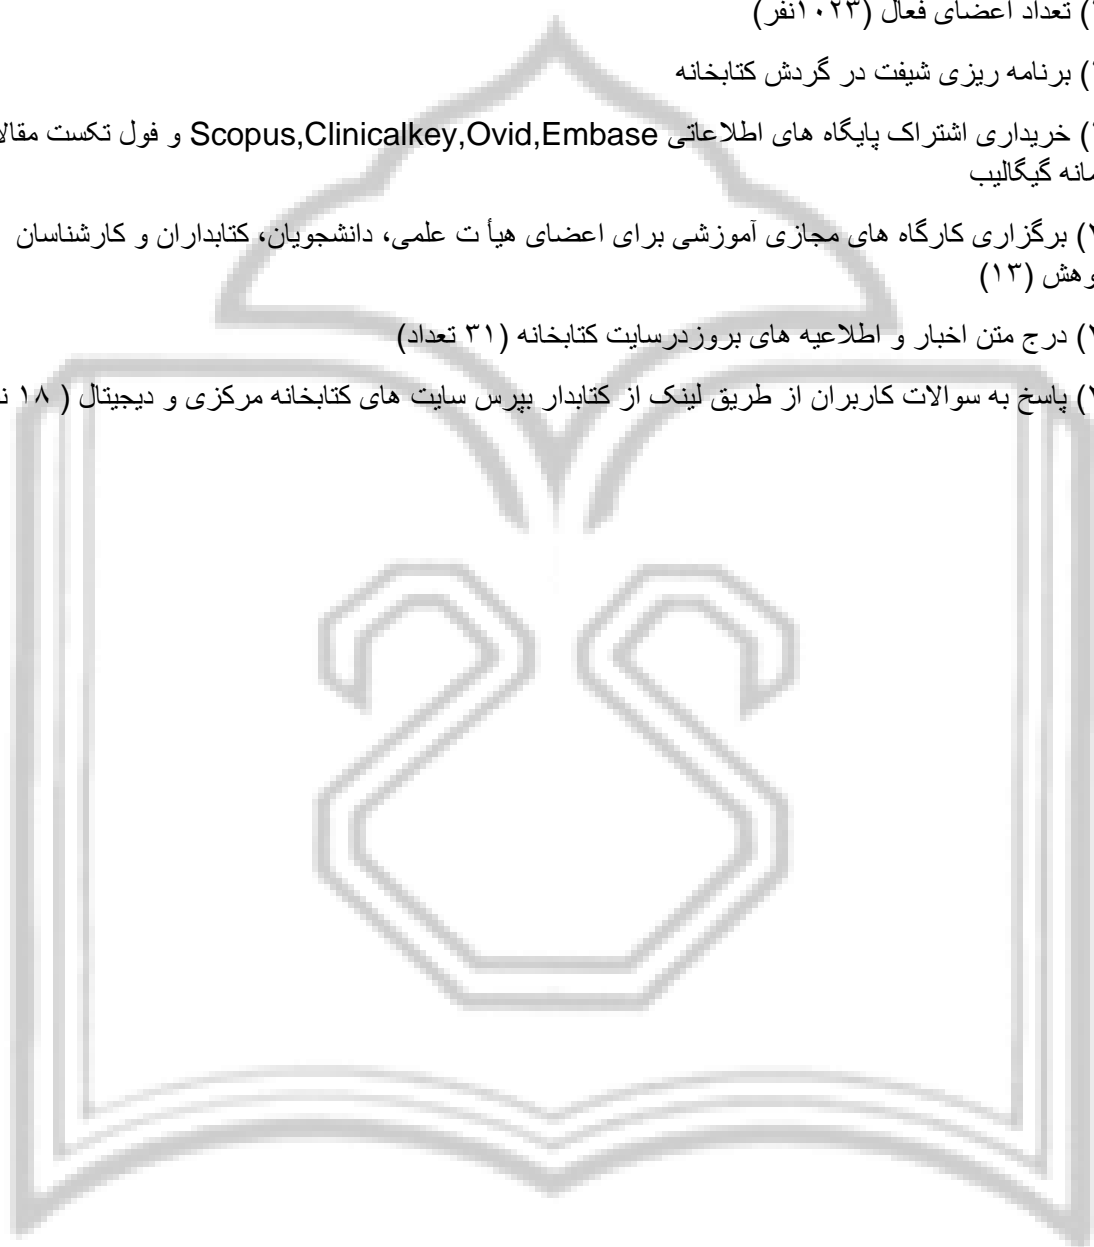 ) تعداد اعضای فعال (۱۰۲۳نفر)
) برنامه ریزی شیفت در گردش کتابخانه
) خریداری اشتراک پایگاه های اطلاعاتی Scopus,Clinicalkey,Ovid,Embase و فول تکست
گیگالیب
) برگزاری کارگاه های مجازی آموزشی برای اعضای هیأ ت علمی، دانشجویان، کتابداران و کارشناسان
(۱۳)
) درج متن اخبار و اطلاعیه های بروزدرسایت کتابخانه (۳۱ تعداد)
) پاسخ به سوالات کاربران از طریق لینک از کتابدار بپرس سایت های کتابخانه مرکزی و دیجیتال ( ۱۸